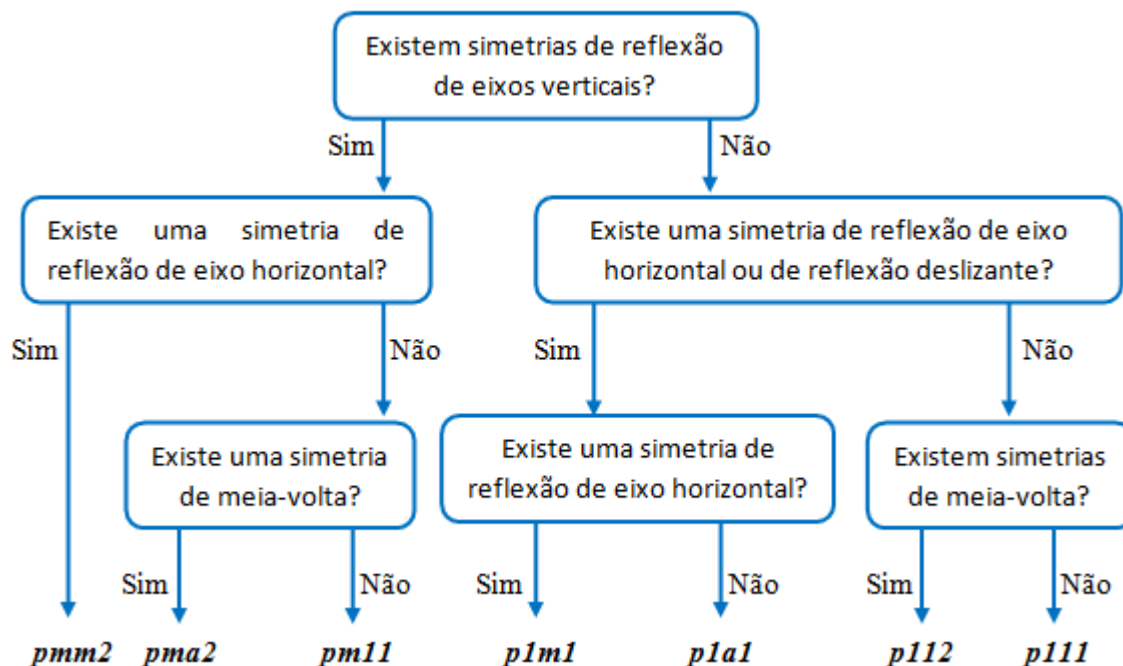 Existem simetrias de reflexão
de eixos verticais?
Sim
Não
Existe uma simetria de
reflexão de eixo horizontal?
Existe uma simetria de reflexão de eixo
horizontal ou de reflexão deslizante?
Sim
Não
Sim
Não
Existe uma simetria
de meia-volta?
Existe uma simetria de
reflexão de eixo horizontal?
Existem simetrias
de meia-volta?
Sim
Não
Sim
Não
Sim
Não
pmm2 pma2 pm11 p1m1 p1a1 p112 p111